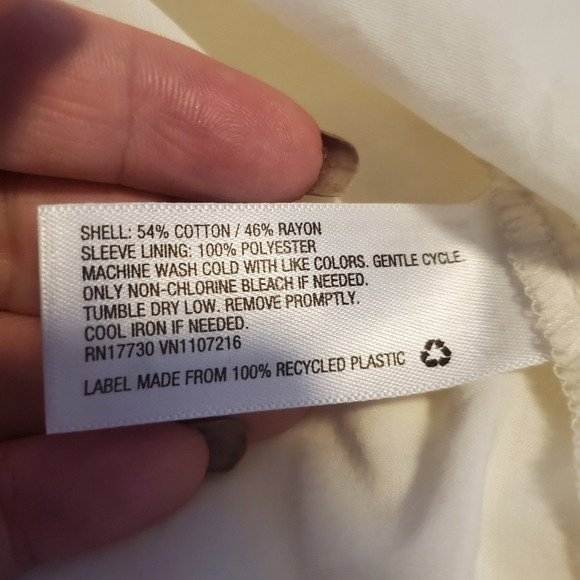 SHELL: 54% COTTON / 46% RAYON
SLEEVE LINING: 100% POLYESTER
MACHINE WASH COLD WITH LIKE COLORS. GENTLE CYCLE.
ONLY NON-CHLORINE BLEACH IF NEEDED.
TUMBLE DRY LOW. REMOVE PROMPTLY.
COOL IRON IF NEEDED.
RN17730 VN1107216
LABEL MADE FROM 100% RECYCLED PLASTIC